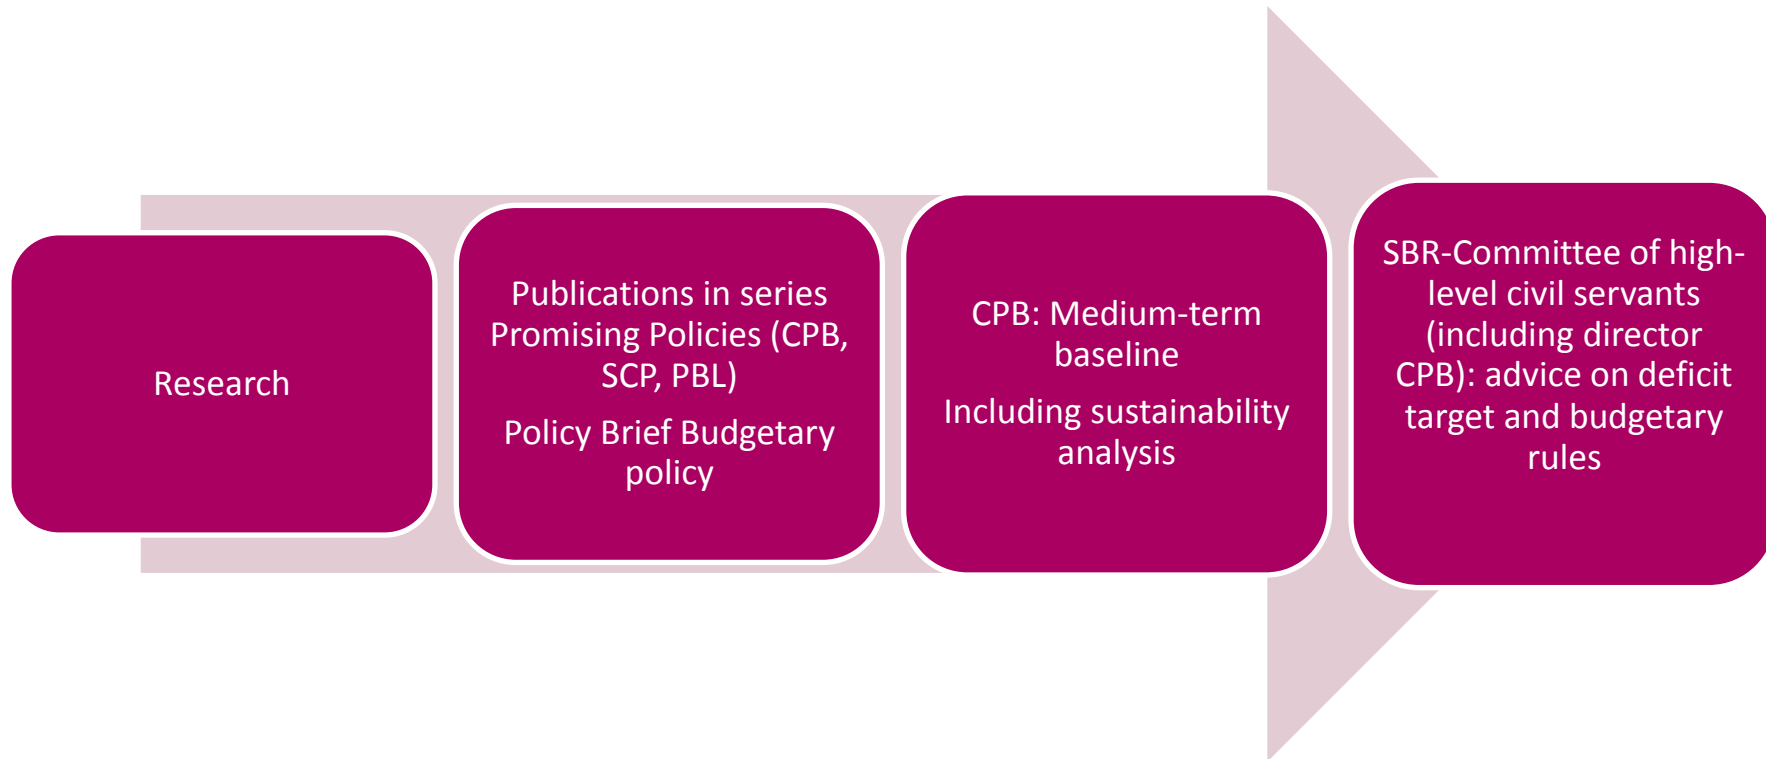 Research
Publications in series
Promising Policies (CPB,
SCP, PBL)
Policy Brief Budgetary
policy
CPB: Medium-term
baseline
Including sustainability
analysis
SBR-Committee of high-
level civil servants
(including director
CPB): advice on deficit
target and budgetary
rules